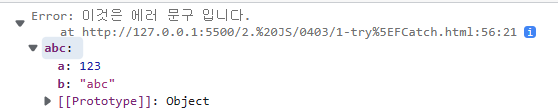 Error: 이것은 에러 문구 입니다.
at http://127.0.0.1:5500/2.%20JS/0403/1-try%5EFCatch.html:56:21
abc:
a: 123
b: "abc"
[[Prototype]]: Object